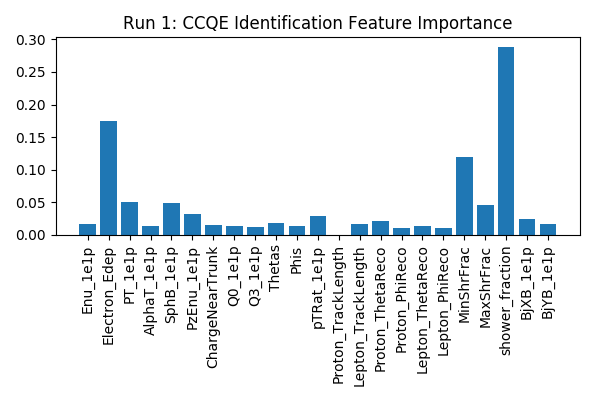 Run 1: CCQE Identification Feature Importance
0.30
0.25
0.20
0.15
0.10
0.05
0.00
Enu_1e1p
Electron_Edep
PT_1e1p
AlphaT_1e1p
SphB_1e1p
PzEnu_1e1p
ChargeNearTrunk
Q0_1e1p
Q3_1e1p
Thetas
Phis
pTRat_1e1p
Proton_TrackLength
Lepton_TrackLength
Proton_ThetaReco
Proton_PhiReco
Lepton_ThetaReco
Lepton_PhiReco
MinShrFrac
MaxShrFrac
shower_fraction
BjXB_1e1p
BjYB_1e1p